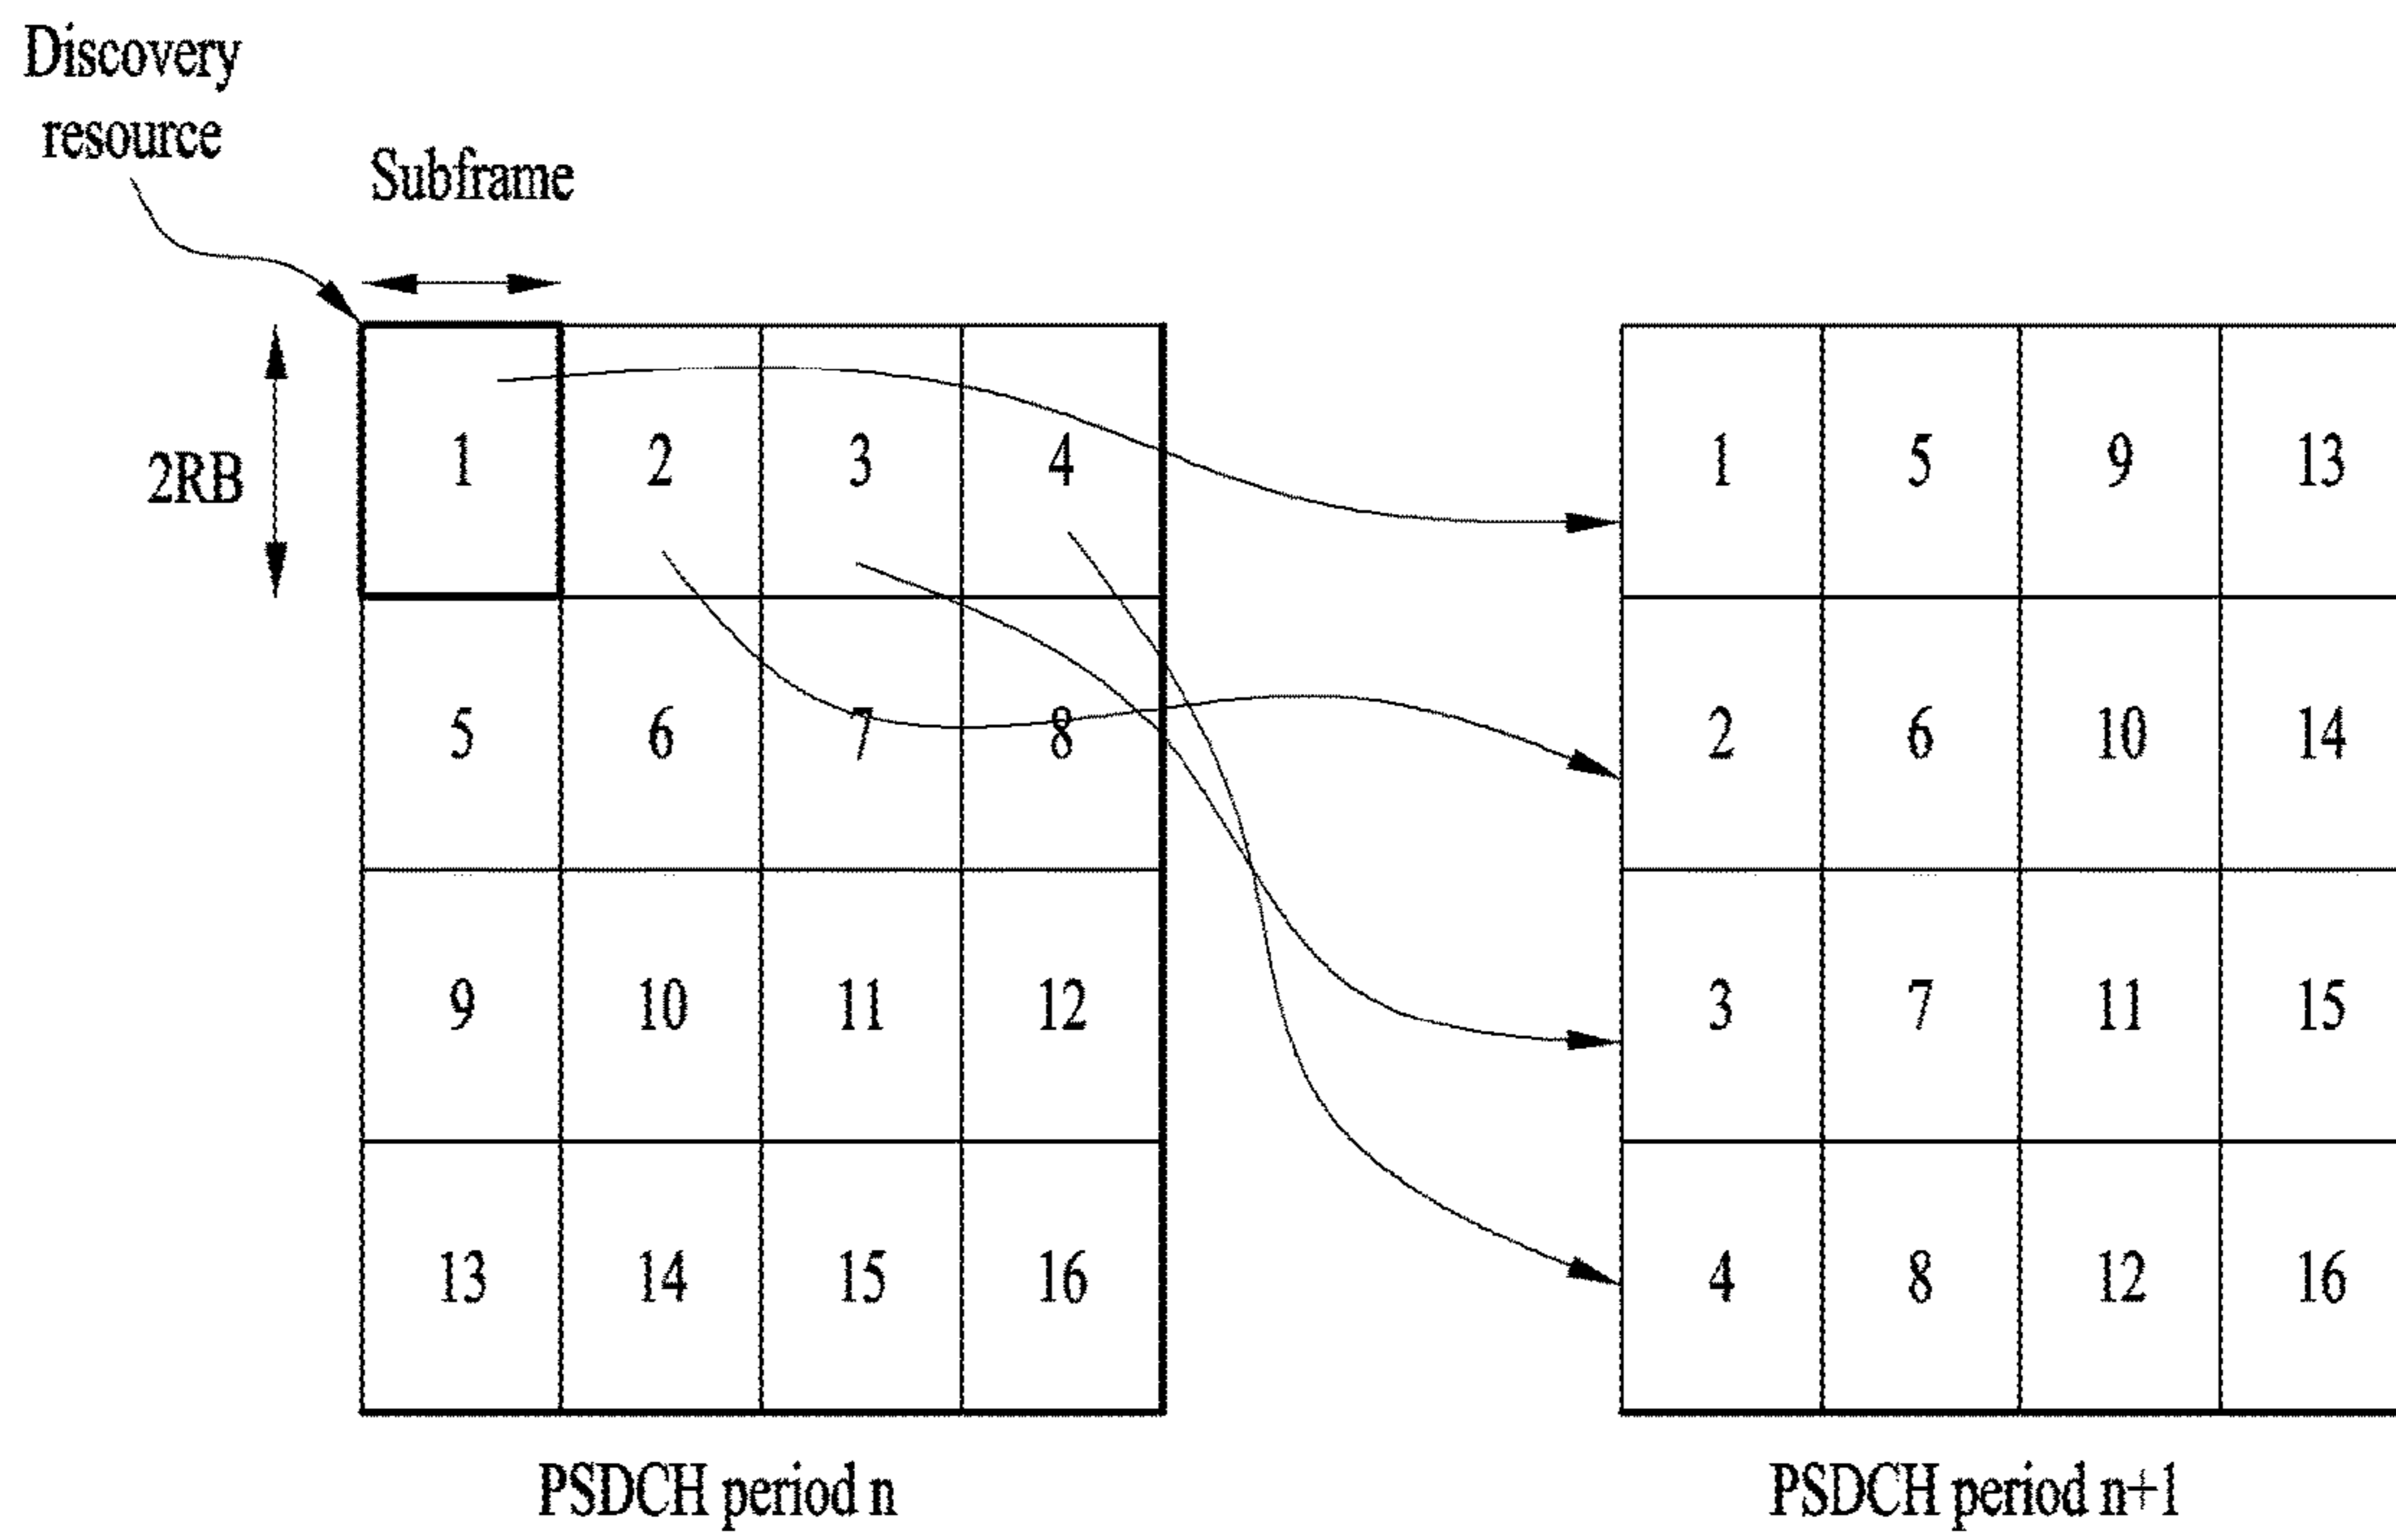 Discovery
resource
Subframe
2RB
1 2 3 4
5 6 7 8
9 10 11 12
13 14 15 16
PSDCH period n
1 5 9 13
2 6 10 14
3 7 11 15
4 8 12 16
PSDCH period n+1